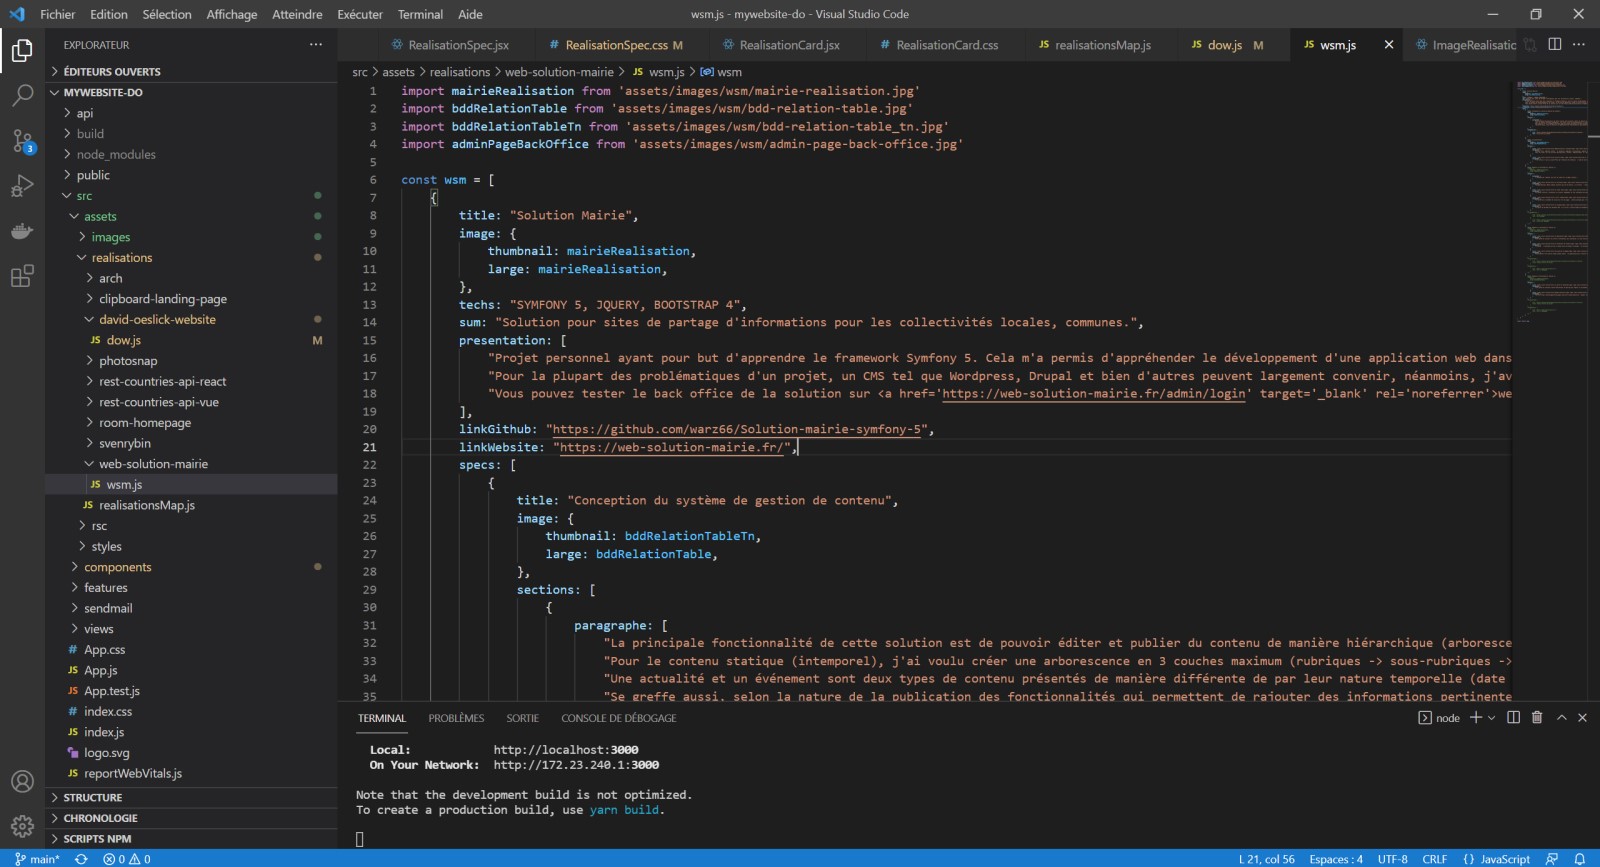 Fichier Edition Sélection Affichage Atteindre Exécuter Terminal Aide
wsm.js - mywebsite-do - Visual Studio Code
EXPLORATEUR
ÉDITEURS OUVERTS
MYWEBSITE-DO
api
build
node_modules
public
src
assets
images
realisations
arch
clipboard-landing-page
david-oeslick-website
JS dow.js M
photosnap
rest-countries-api-react
rest-countries-api-vue
room-homepage
svenrybin
web-solution-mairie
JS wsm.js
JS realisationsMap.js
rsc
styles
components
features
sendmail
views
# App.css
JS App.js
JS App.test.js
# index.css
JS index.js
logo.svg
JS reportWebVitals.js
STRUCTURE
CHRONOLOGIE
SCRIPTS NPM
3
RealisationSpec.jsx # RealisationSpec.css M RealisationCard.jsx # RealisationCard.css JS realisationsMap.js JS dow.js M JS wsm.js ImageRealisatic
src > assets > realisations > web-solution-mairie > JS wsm.js > wsm
1 import mairieRealisation from 'assets/images/wsm/mairie-realisation.jpg'
2 import bddRelationTable from 'assets/images/wsm/bdd-relation-table.jpg'
3 import bddRelationTableTn from 'assets/images/wsm/bdd-relation-table_tn.jpg'
4 import adminPageBackOffice from 'assets/images/wsm/admin-page-back-office.jpg'
5
6 const wsm = [
7 {
8 title: "Solution Mairie",
9 image: {
10 thumbnail: mairieRealisation,
11 large: mairieRealisation,
12 },
13 techs: "SYMFONY 5, JQUERY, BOOTSTRAP 4",
14 sum: "Solution pour sites de partage d'informations pour les collectivités locales, communes.",
15 presentation: [
16 "Projet personnel ayant pour but d'apprendre le framework Symfony 5. Cela m'a permis d'appréhender le développement d'une application web dans
17 "Pour la plupart des problématiques d'un projet, un CMS tel que Wordpress, Drupal et bien d'autres peuvent largement convenir, néanmoins, j'av
18 "Vous pouvez tester le back office de la solution sur <a href='https://web-solution-mairie.fr/admin/login' target='_blank' rel='noreferrer'>we
19 ],
20 linkGithub: "https://github.com/warz66/Solution-mairie-symfony-5",
21 linkWebsite: "https://web-solution-mairie.fr/",
22 specs: [
23 {
24 title: "Conception du système de gestion de contenu",
25 image: {
26 thumbnail: bddRelationTableTn,
27 large: bddRelationTable,
28 },
29 sections: [
30 {
31 paragraphe: [
32 "La principale fonctionnalité de cette solution est de pouvoir éditer et publier du contenu de manière hiérarchique (arboresce
33 "Pour le contenu statique (intemporel), j'ai voulu créer une arborescence en 3 couches maximum (rubriques -> sous-rubriques ->
34 "Une actualité et un événement sont deux types de contenu présentés de manière différente de par leur nature temporelle (date
35 "Se greffe aussi, selon la nature de la publication des fonctionnalités qui permettent de rajouter des informations pertinente
TERMINAL PROBLÈMES SORTIE CONSOLE DE DÉBOGAGE
node
Local: http://localhost:3000
On Your Network: http://172.23.240.1:3000
Note that the development build is not optimized.
To create a production build, use yarn build.
main* 0 0
L 21, col 56 Espaces : 4 UTF-8 CRLF {} JavaScript